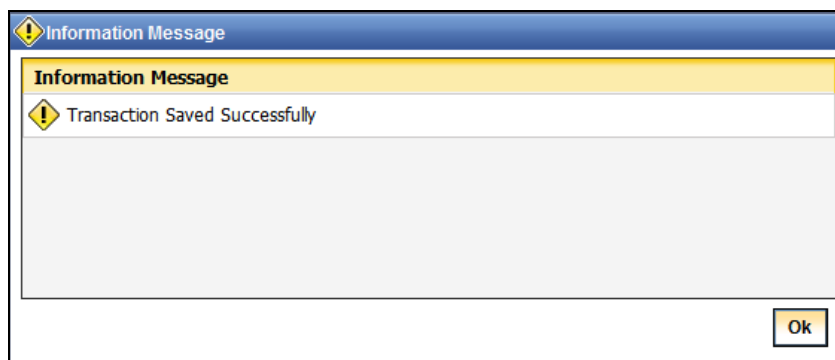 Information Message
Information Message
Transaction Saved Successfully
Ok